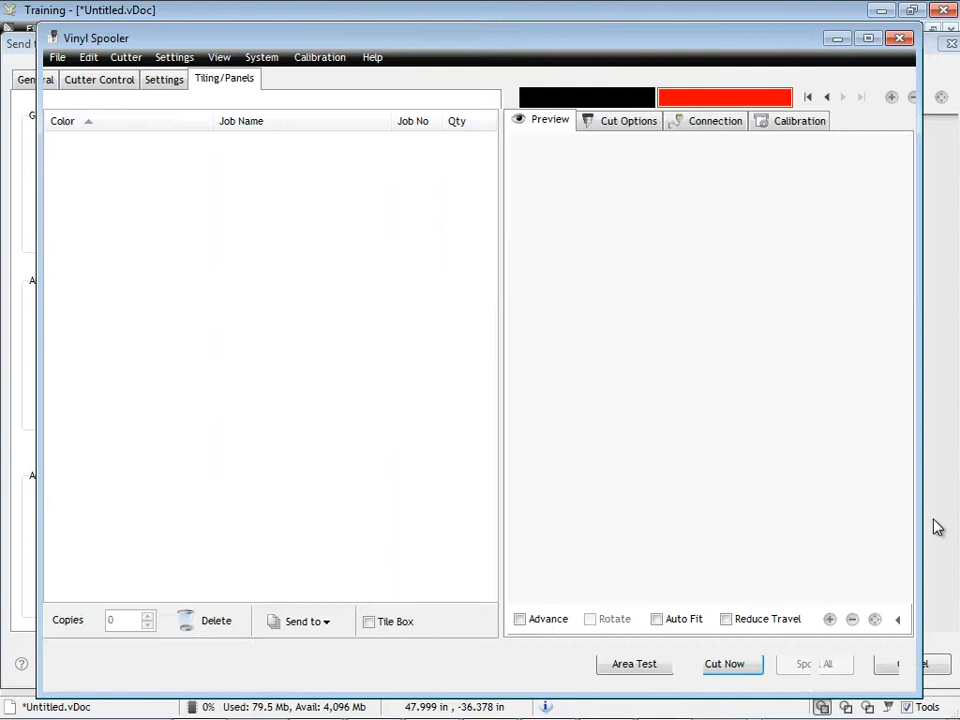 Training - [*Untitled.vDoc]
Vinyl Spooler
File Edit Cutter Settings View System Calibration Help
Cutter Control Settings Tiling/Panels
Color Job Name Job No Qty
Preview Cut Options Connection Calibration
Copies 0 Delete Send to Tile Box
Advance Rotate Auto Fit Reduce Travel
Area Test Cut Now All
*Untitled.vDoc 0% Used: 79.5 Mb, Avail: 4,096 Mb 47.999 in , -36.378 in Tools